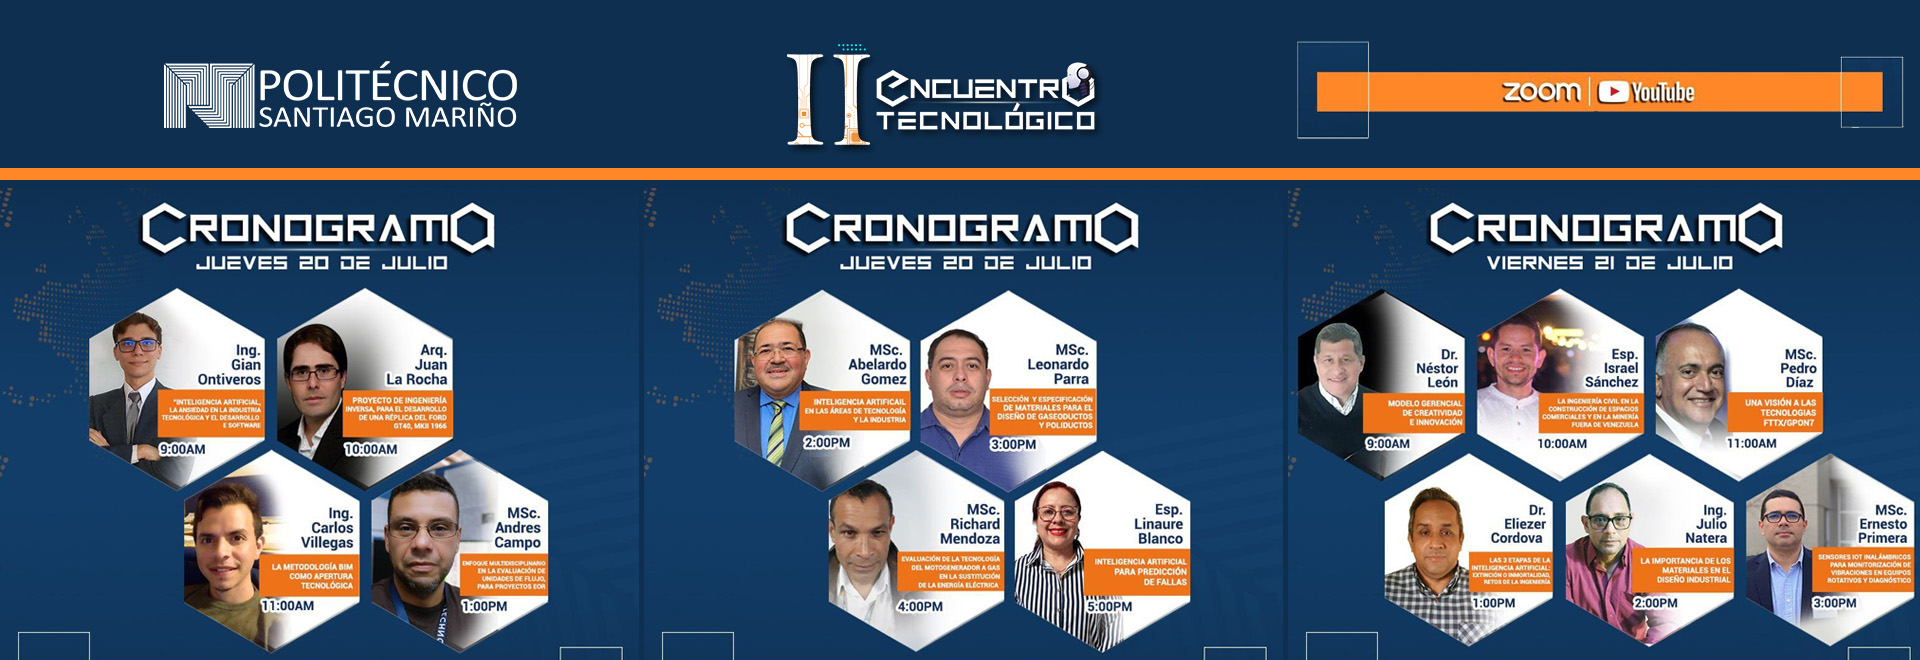 POLITÉCNICO
SANTIAGO MARIÑO
II ENCUENTRO
TECNOLÓGICO
zoom | YouTube
CRONOGRAMA
JUEVES 20 DE JULIO
Ing.
Gian
Ontiveros
"INTELIGENCIA ARTIFICIAL,
LA ANSIEDAD EN LA INDUSTRIA
TECNOLÓGICA Y EL DESARROLLO
E SOFTWARE
9:00AM
Arq.
Juan
La Rocha
PROYECTO DE INGENIERÍA
INVERSA, PARA EL DESARROLLO
DE UNA RÉPLICA DEL FORD
GT40, MKII 1966
10:00AM
Ing.
Carlos
Villegas
LA METODOLOGÍA BIM
COMO APERTURA
TECNOLÓGICA
11:00AM
MSc.
Andres
Campo
ENFOQUE MULTIDISCIPLINARIO
EN LA EVALUACIÓN DE
UNIDADES DE FLUJO,
PARA PROYECTOS EOR
1:00PM
CRONOGRAMA
JUEVES 20 DE JULIO
MSc.
Abelardo
Gomez
INTELIGENCIA ARTIFICAIL
EN LAS ÁREAS DE TECNOLOGÍA
Y LA INDUSTRIA
2:00PM
MSc.
Leonardo
Parra
SELECCIÓN Y ESPECIFICACIÓN
DE MATERIALES PARA EL
DISEÑO DE GASEODUCTOS
Y POLIDUCTOS
3:00PM
MSc.
Richard
Mendoza
EVALUACIÓN DE LA TECNOLOGÍA
DEL MOTOGENERADOR A GAS
EN LA SUSTITUCIÓN
DE LA ENERGÍA ELÉCTRICA
4:00PM
Esp.
Linaure
Blanco
INTELIGENCIA ARTIFICIAL
PARA PREDICCIÓN
DE FALLAS
5:00PM
CRONOGRAMA
VIERNES 21 DE JULIO
Dr.
Néstor
León
MODELO GERENCIAL
DE CREATIVIDAD
E INNOVACIÓN
9:00AM
Esp.
Israel
Sánchez
LA INGENIERÍA CIVIL EN LA
CONSTRUCCIÓN DE ESPACIOS
COMERCIALES Y EN LA MINERÍA
FUERA DE VENEZUELA
10:00AM
MSc.
Pedro
Díaz
UNA VISIÓN A LAS
TECNOLOGIAS
FTTX/GPON7
11:00AM
Dr.
Eliezer
Cordova
LAS 3 ETAPAS DE LA
INTELIGENCIA ARTIFICIAL:
EXTINCIÓN O INMORTALIDAD,
RETOS DE LA INGENIERÍA
1:00PM
Ing.
Julio
Natera
LA IMPORTANCIA DE LOS
MATERIALES EN EL
DISEÑO INDUSTRIAL
2:00PM
MSc.
Ernesto
Primera
SENSORES IOT INALÁMBRICOS
PARA MONITORIZACIÓN DE
VIBRACIONES EN EQUIPOS
ROTATIVOS Y DIAGNÓSTICO
3:00PM